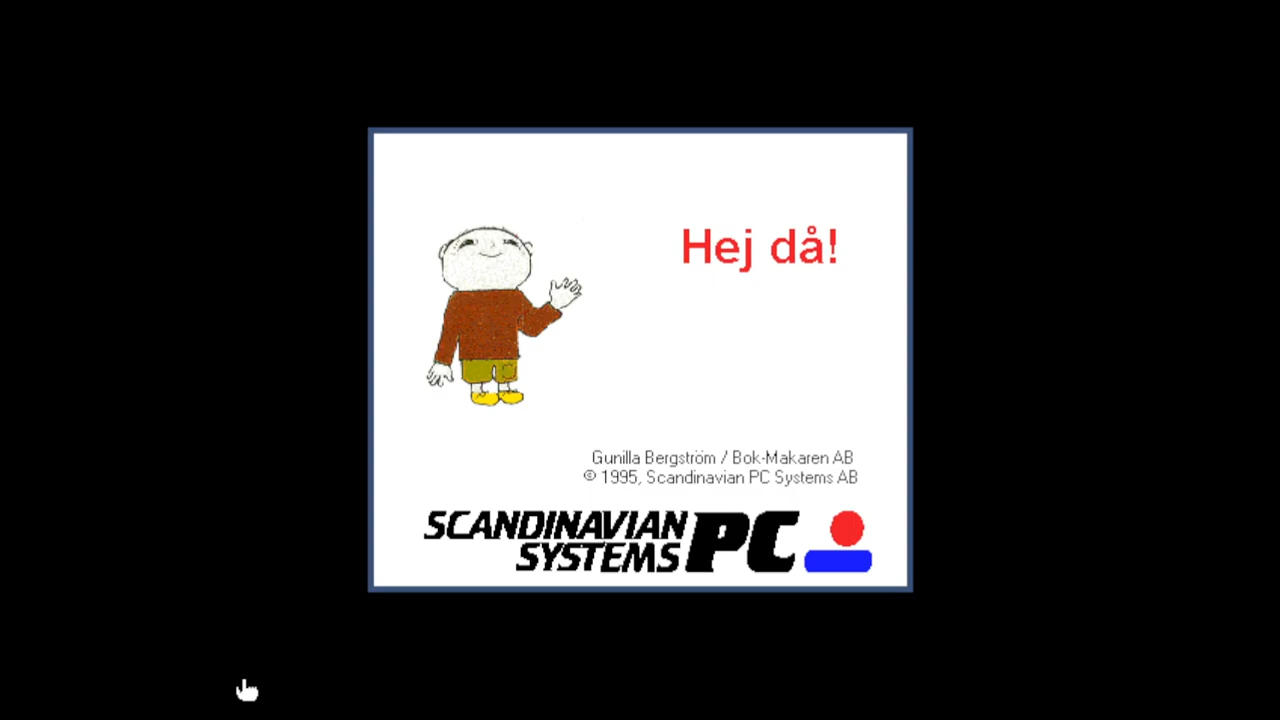 Hej då!
Gunilla Bergström / Bok-Makaren AB
© 1995, Scandinavian PC Systems AB
SCANDINAVIAN PC
SYSTEMS